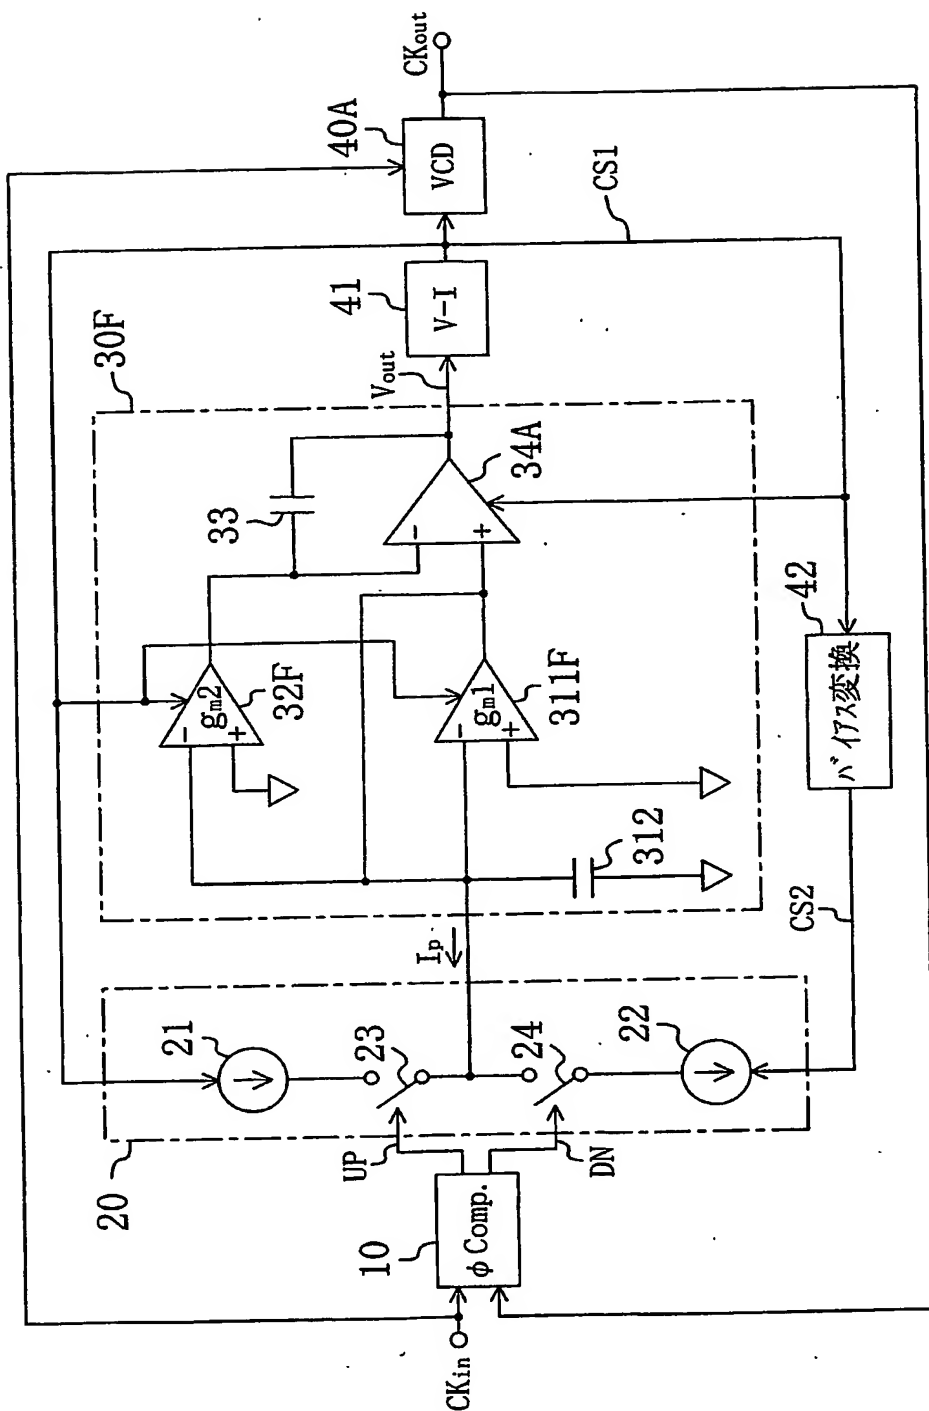 CKin
10
φ Comp.
UP
DN
20
21
23
24
22
Ip
30F
gm2
-
+
32F
gm1
-
+
311F
312
33
-
+
34A
Vout
41
V-I
40A
VCD
CKout
CS1
42
バイアス変換
CS2